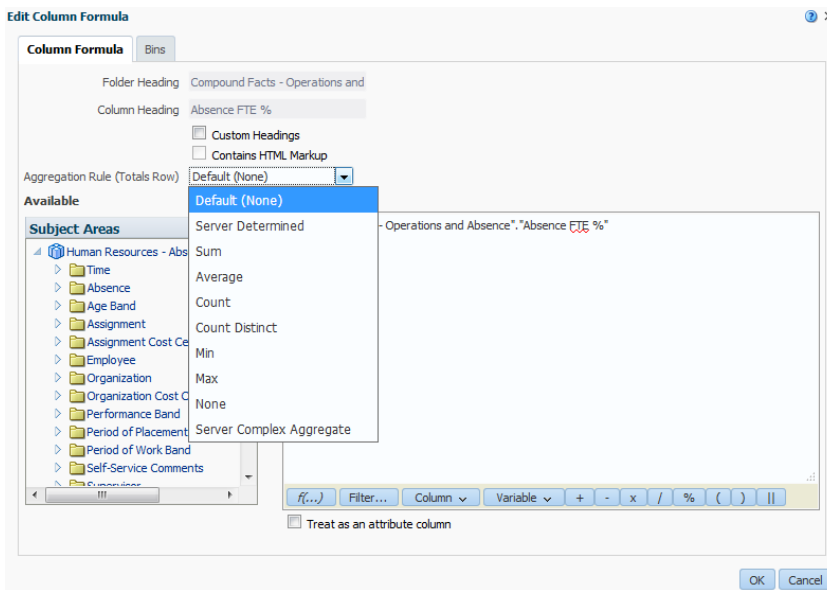 Edit Column Formula
Column Formula
Bins
Folder Heading Compound Facts - Operations and
Column Heading Absence FTE %
Custom Headings
Contains HTML Markup
Aggregation Rule (Totals Row) Default (None)
Available
Default (None)
Server Determined
Sum
Average
Count
Count Distinct
Min
Max
None
Server Complex Aggregate
Subject Areas
Human Resources - Abs
Time
Absence
Age Band
Assignment
Assignment Cost Ce
Employee
Organization
Organization Cost C
Performance Band
Period of Placement
Period of Work Band
Self-Service Comments
Supervisor
- Operations and Absence"."Absence FTE %"
f(...) Filter... Column Variable + - x / % ( ) ||
Treat as an attribute column
OK Cancel